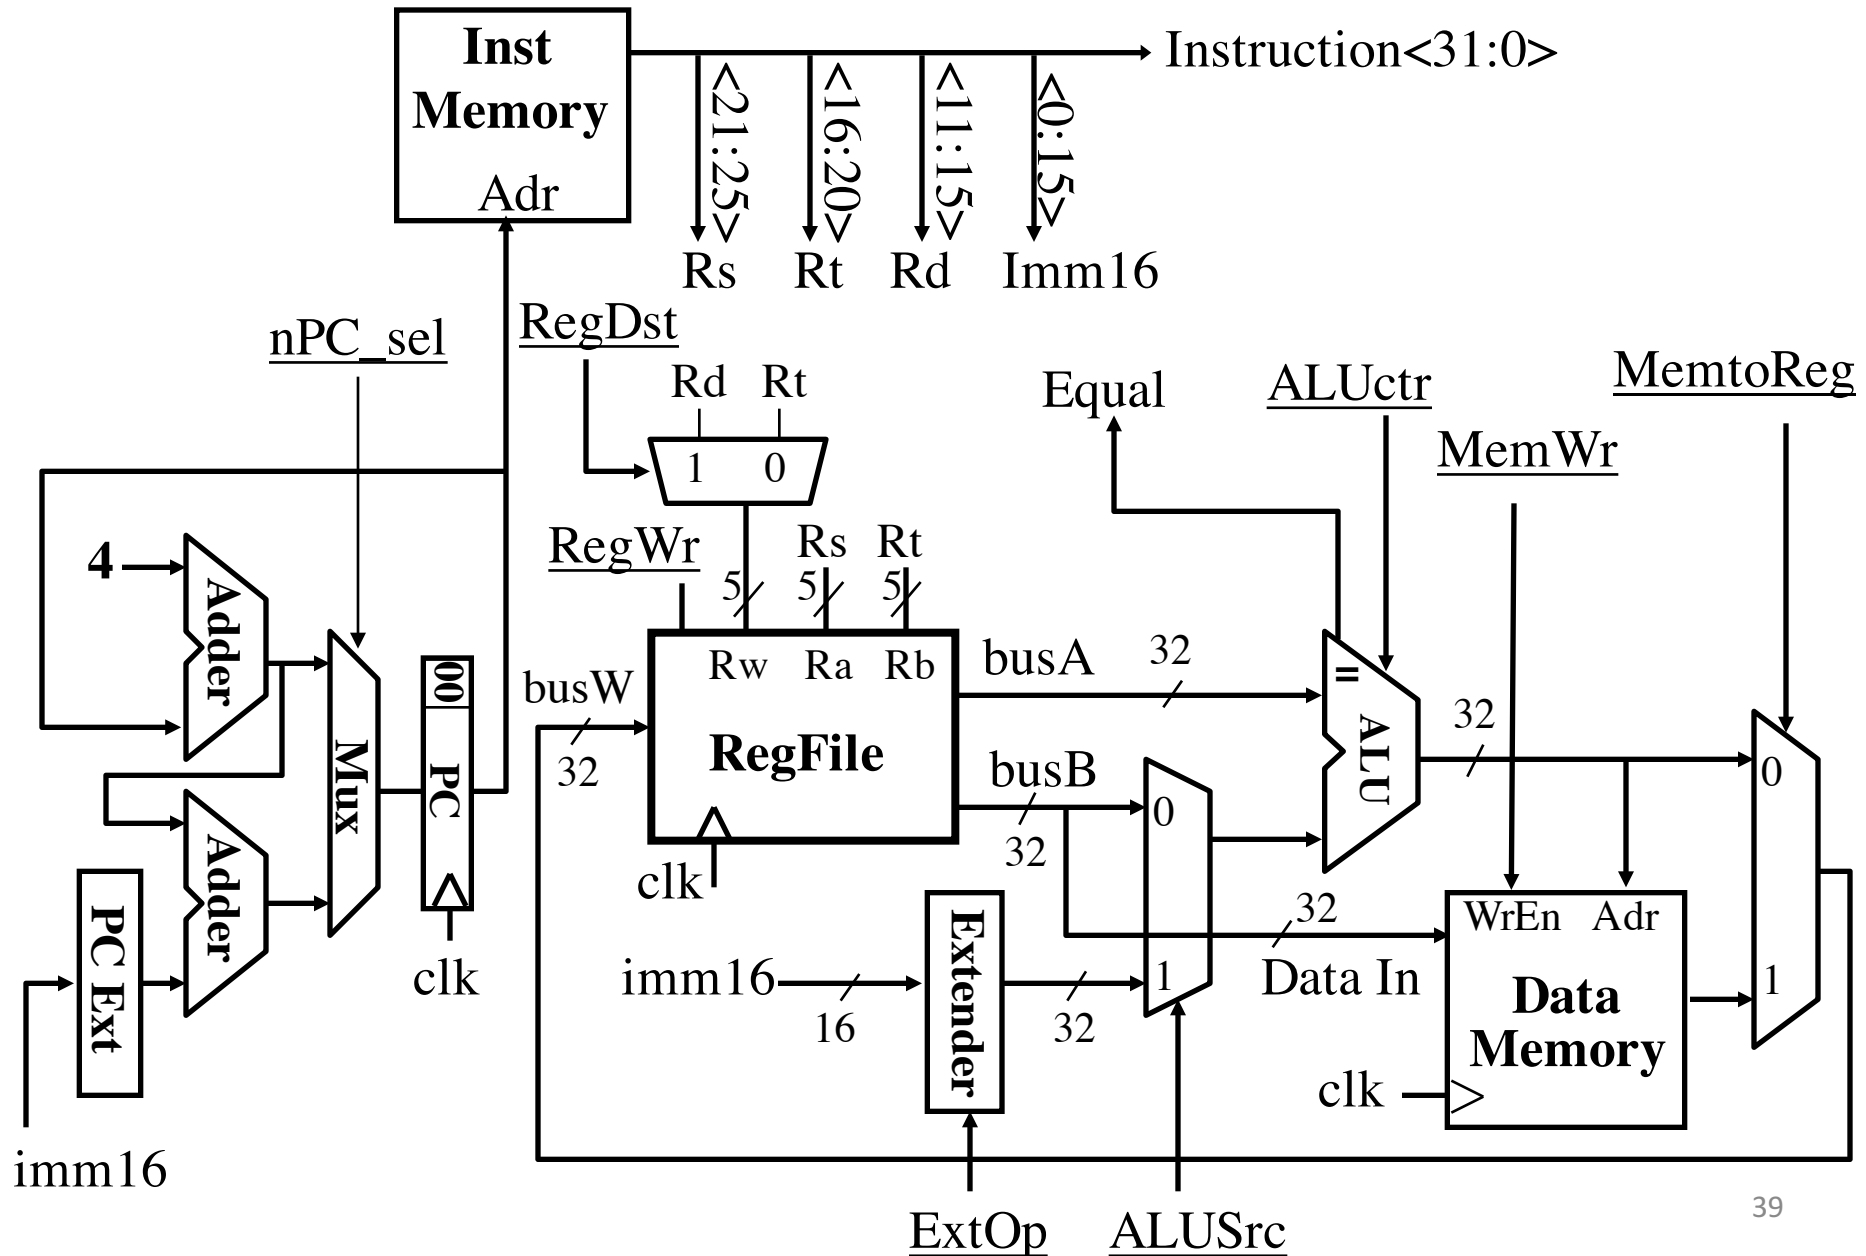 Inst
Memory
Adr
Instruction<31:0>
<21:25>
<16:20>
<11:15>
<0:15>
Rs
Rt
Rd
Imm16
nPC_sel
RegDst
Rd
Rt
1
0
Equal
ALUctr
MemtoReg
MemWr
RegWr
Rs
Rt
5
5
5
4
Adder
Mux
00
PC
busW
32
Rw
Ra
Rb
RegFile
clk
busA
32
busB
32
0
1
=
ALU
32
0
1
Adder
PC Ext
clk
imm16
imm16
16
Extender
32
32
Data In
WrEn
Adr
Data
Memory
clk
ExtOp
ALUSrc
39